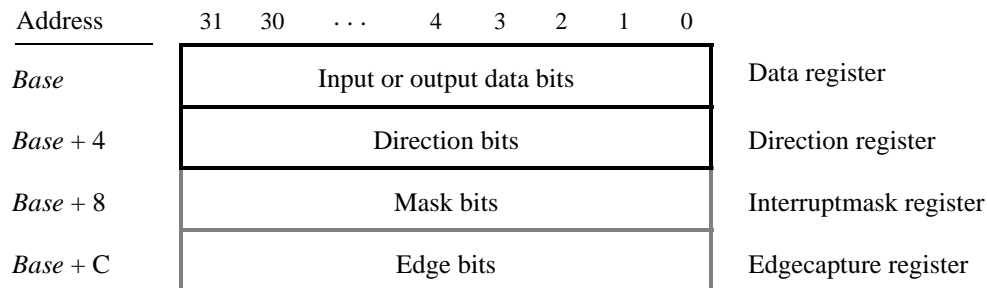 Address 31 30 · · · 4 3 2 1 0
Base Input or output data bits Data register
Base + 4 Direction bits Direction register
Base + 8 Mask bits Interruptmask register
Base + C Edge bits Edgecapture register